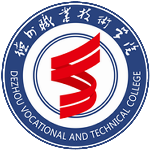 德州职业技术学院
DEZHOU VOCATIONAL AND TECHNICAL COLLEGE